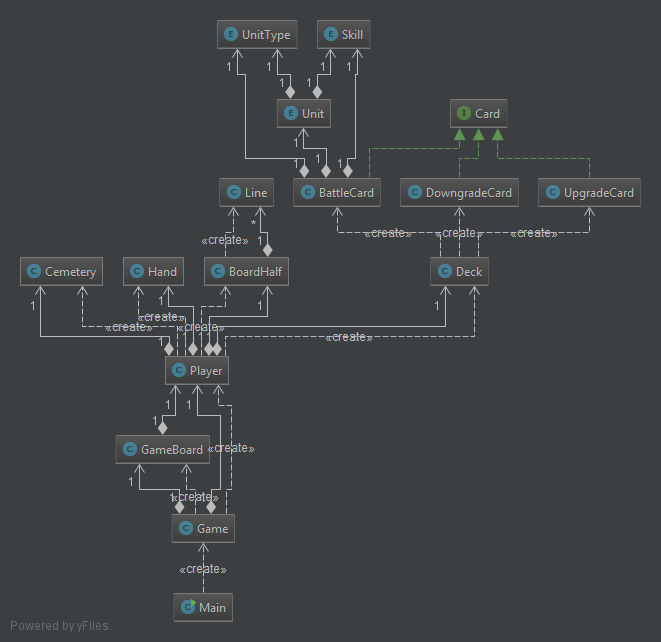 E UnitType
E Skill
1
1
1
1
1
1
E Unit
I Card
1
1
1
1
C Line
C BattleCard
C DowngradeCard
C UpgradeCard
*
1
«create»
«create»
«create»
«create»
C Cemetery
C Hand
C BoardHalf
C Deck
1
1
1
1
«create»
«create»
«create»
«create»
1
C Player
1
1
1
C GameBoard
«create»
1
1
«create»
C Game
«create»
C Main
Powered by yFiles